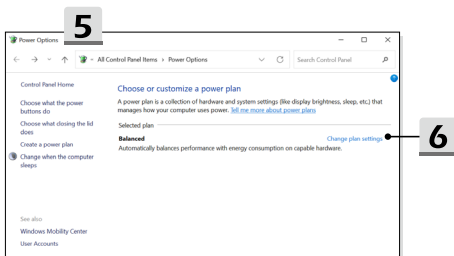 5
Power Options
All Control Panel Items › Power Options
Search Control Panel
Control Panel Home
Choose what the power
buttons do
Choose what closing the lid
does
Create a power plan
Change when the computer
sleeps
See also
Windows Mobility Center
User Accounts
Choose or customize a power plan
A power plan is a collection of hardware and system settings (like display brightness, sleep, etc.) that
manages how your computer uses power. Tell me more about power plans
Selected plan
Balanced
Change plan settings
Automatically balances performance with energy consumption on capable hardware.
6